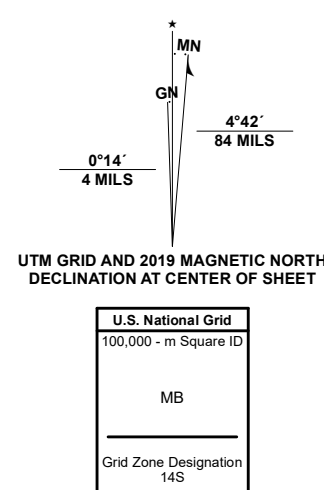 ★
MN
GN
4°42´
84 MILS
0°14´
4 MILS
UTM GRID AND 2019 MAGNETIC NORTH
DECLINATION AT CENTER OF SHEET
U.S. National Grid
100,000 - m Square ID
MB
Grid Zone Designation
14S